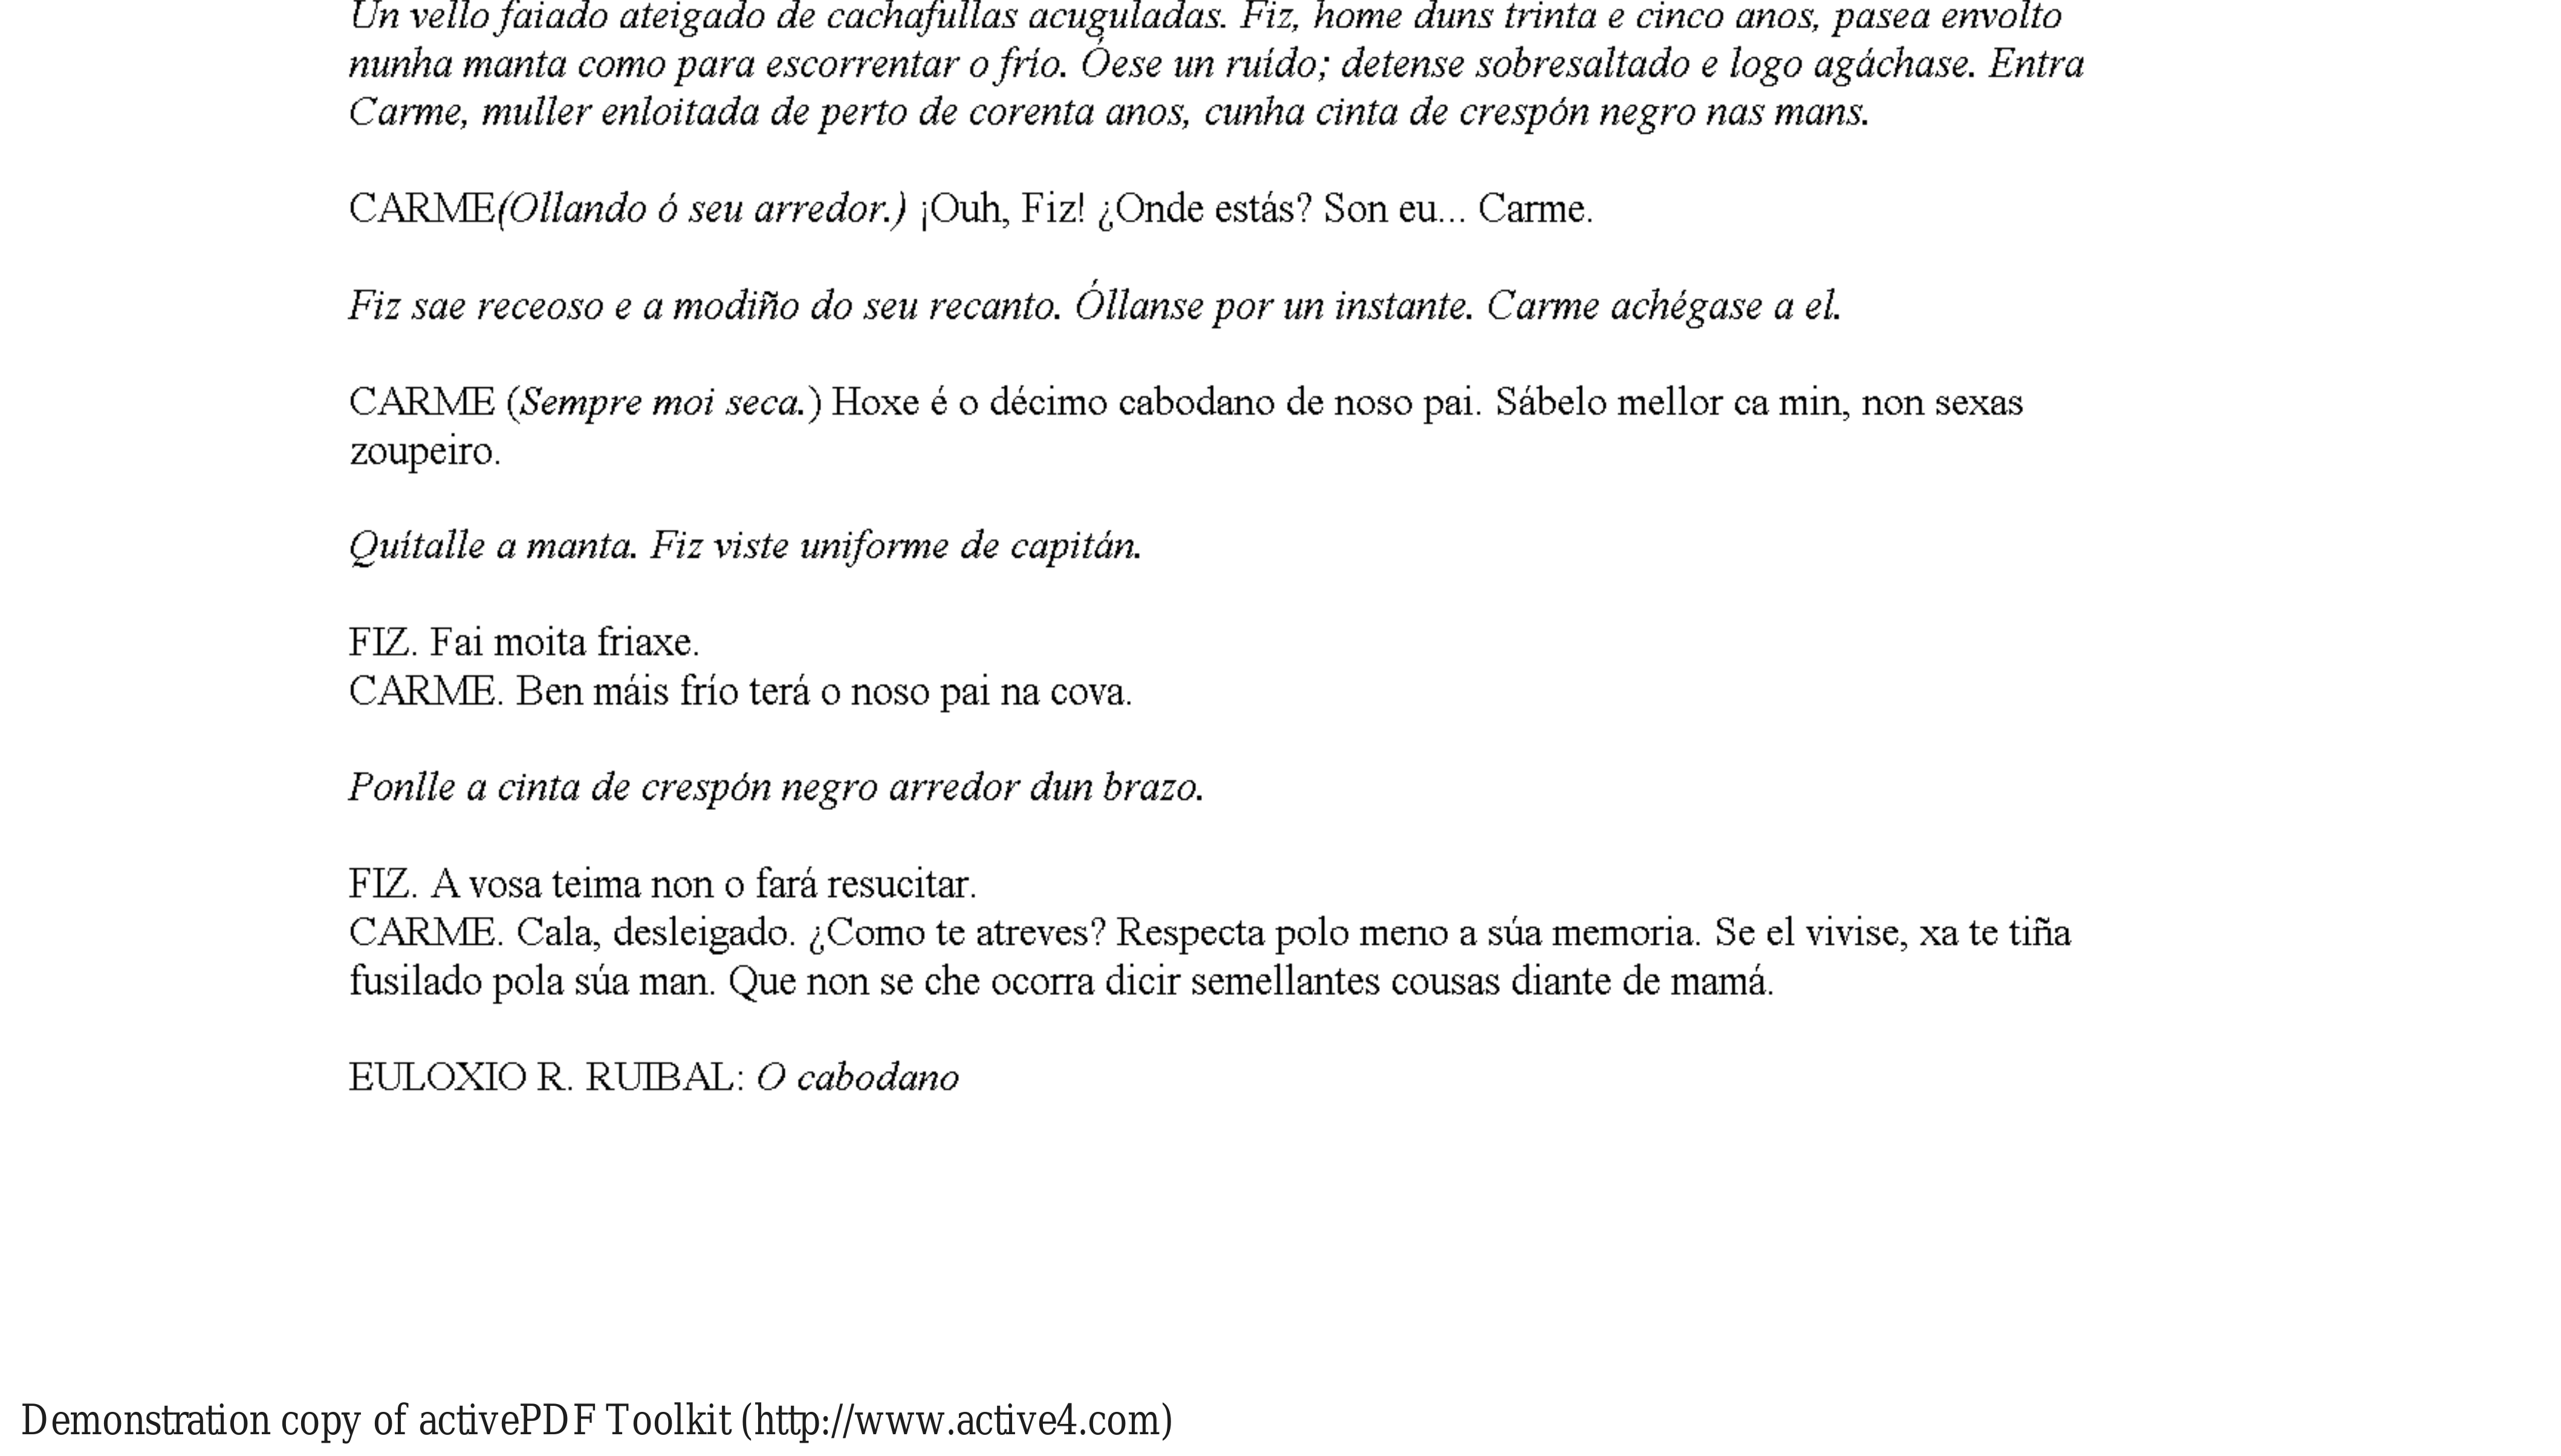 Un vello faiado ateigado de cachafullas acuguladas. Fiz, home duns trinta e cinco anos, pasea envolto
nunha manta como para escorrentar o frío. Óese un ruído; detense sobresaltado e logo agáchase. Entra
Carme, muller enloitada de perto de corenta anos, cunha cinta de crespón negro nas mans.
CARME(Ollando ó seu arredor.) ¡Ouh, Fiz! ¿Onde estás? Son eu... Carme.
Fiz sae receoso e a modiño do seu recanto. Óllanse por un instante. Carme achégase a el.
CARME (Sempre moi seca.) Hoxe é o décimo cabodano de noso pai. Sábelo mellor ca min, non sexas
zoupeiro.
Quítalle a manta. Fiz viste uniforme de capitán.
FIZ. Fai moita friaxe.
CARME. Ben máis frío terá o noso pai na cova.
Ponlle a cinta de crespón negro arredor dun brazo.
FIZ. A vosa teima non o fará resucitar.
CARME. Cala, desleigado. ¿Como te atreves? Respecta polo meno a súa memoria. Se el vivise, xa te tiña
fusilado pola súa man. Que non se che ocorra dicir semellantes cousas diante de mamá.
EULOXIO R. RUIBAL: O cabodano
Demonstration copy of activePDF Toolkit (http://www.active4.com)